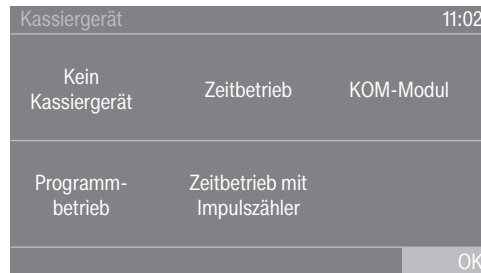 Kassiergerät 11:02
Kein
Kassiergerät
Zeitbetrieb
KOM-Modul
Programm-
betrieb
Zeitbetrieb mit
Impulszähler
OK